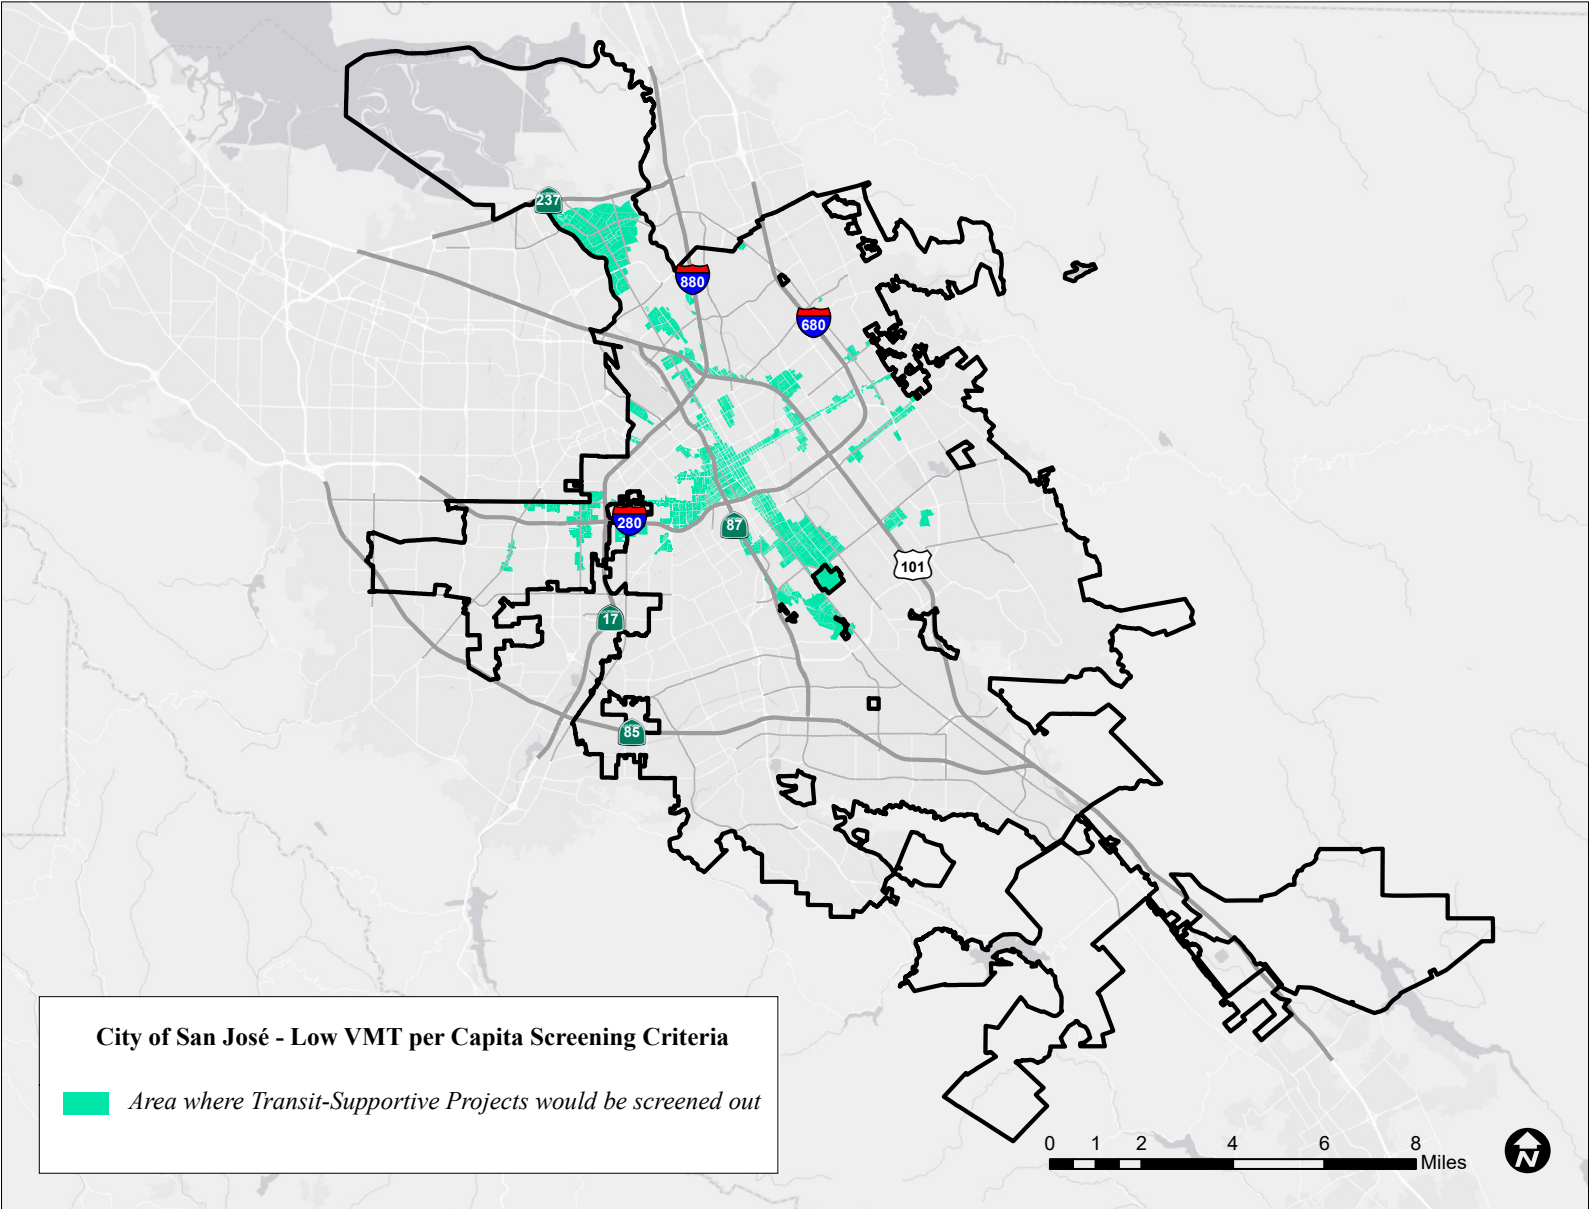 237
880
680
280
87
101
17
85
City of San José - Low VMT per Capita Screening Criteria
Area where Transit-Supportive Projects would be screened out
0 1 2 4 6 8
Miles
N